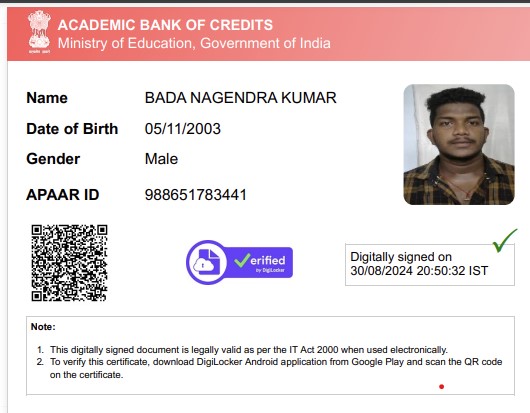 ACADEMIC BANK OF CREDITS
Ministry of Education, Government of India
Name BADA NAGENDRA KUMAR
Date of Birth 05/11/2003
Gender Male
APAAR ID 988651783441
Verified
by DigiLocker
Digitally signed on
30/08/2024 20:50:32 IST
Note:
1. This digitally signed document is legally valid as per the IT Act 2000 when used electronically.
2. To verify this certificate, download DigiLocker Android application from Google Play and scan the QR code
on the certificate.